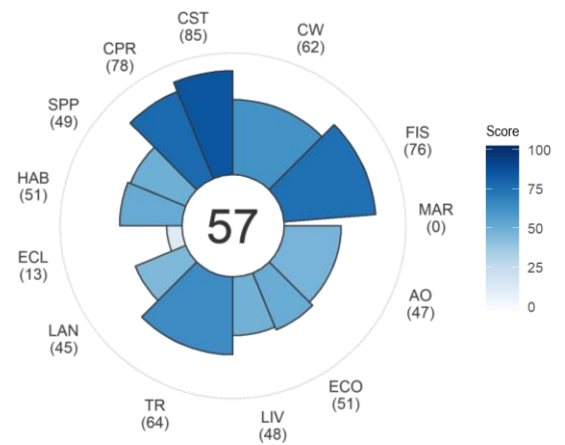 CST
(85)
CW
(62)
FIS
(76)
MAR
(0)
AO
(47)
ECO
(51)
LIV
(48)
TR
(64)
LAN
(45)
ECL
(13)
HAB
(51)
SPP
(49)
CPR
(78)
57
Score
100
75
50
25
0